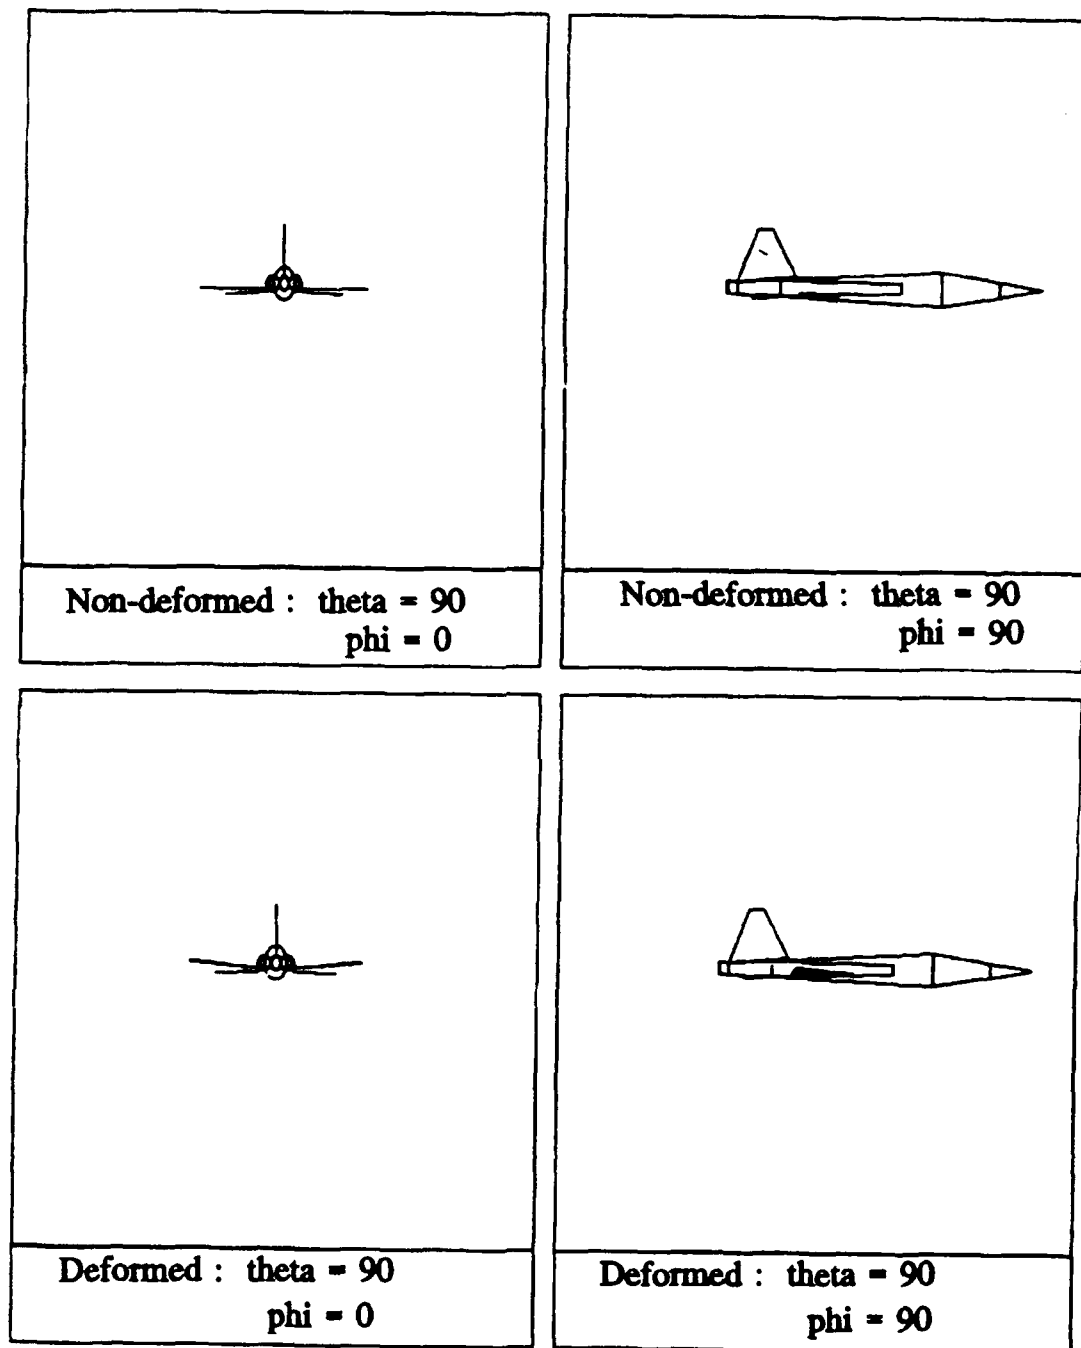 Non-deformed : theta = 90
phi = 0
Non-deformed : theta = 90
phi = 90
Deformed : theta = 90
phi = 0
Deformed : theta = 90
phi = 90